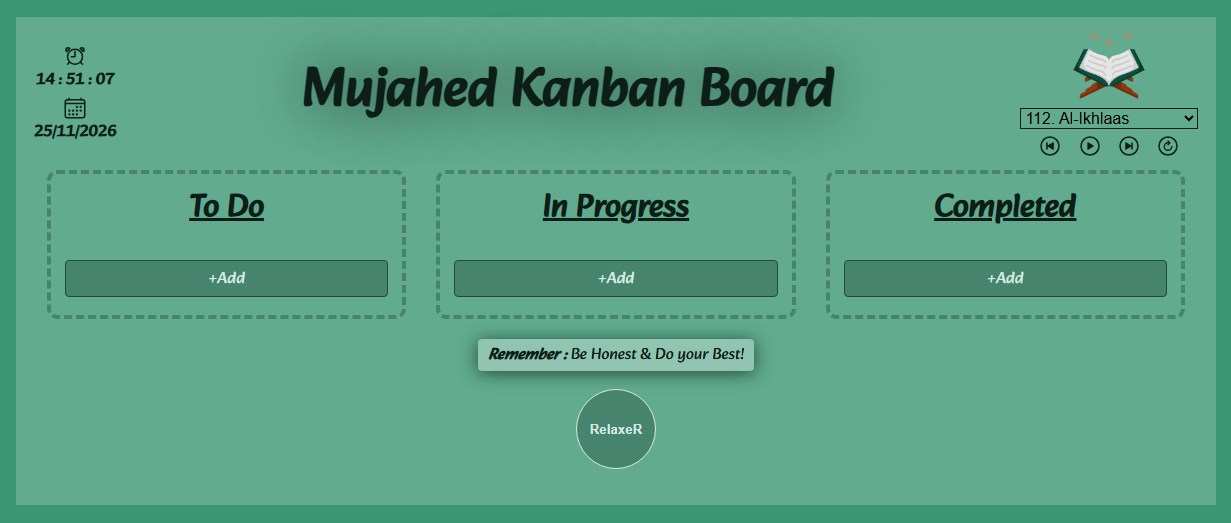 14 : 51 : 07
25/11/2026
Mujahed Kanban Board
112. Al-Ikhlaas
To Do
+Add
In Progress
+Add
Completed
+Add
Remember : Be Honest & Do your Best!
RelaxeR